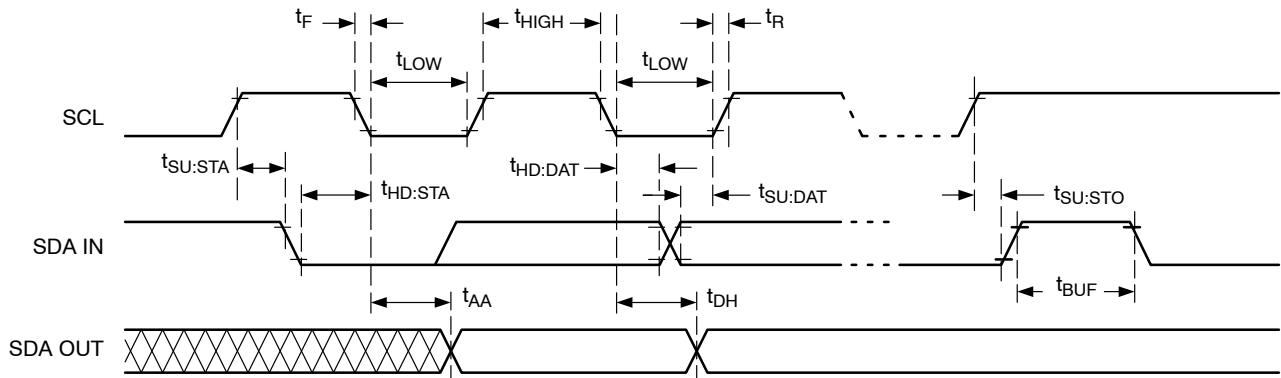 tF
tHIGH
tR
tLOW
tLOW
SCL
tSU:STA
tHD:STA
tHD:DAT
tSU:DAT
tSU:STO
SDA IN
tBUF
tAA
tDH
SDA OUT